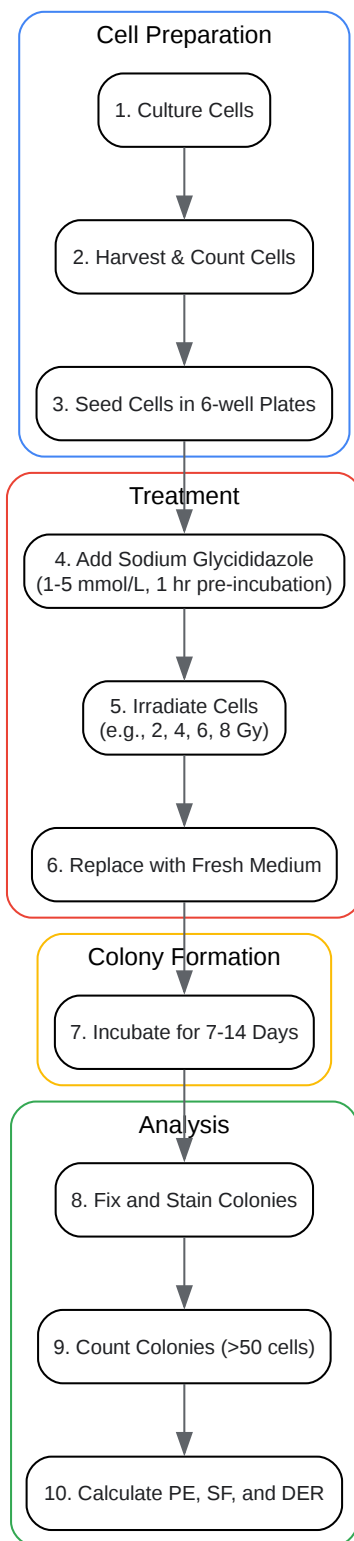 Cell Preparation
1. Culture Cells
2. Harvest & Count Cells
3. Seed Cells in 6-well Plates
Treatment
4. Add Sodium Glycididazole
(1-5 mmol/L, 1 hr pre-incubation)
5. Irradiate Cells
(e.g., 2, 4, 6, 8 Gy)
6. Replace with Fresh Medium
Colony Formation
7. Incubate for 7-14 Days
Analysis
8. Fix and Stain Colonies
9. Count Colonies (>50 cells)
10. Calculate PE, SF, and DER